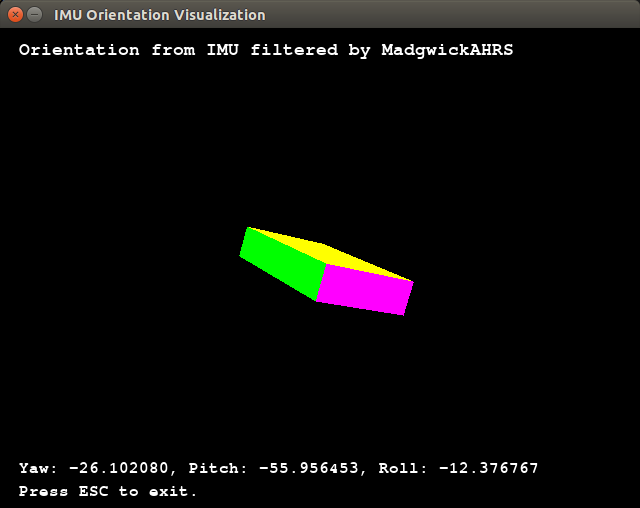 IMU Orientation Visualization
Orientation from IMU filtered by MadgwickAHRS
Yaw: -26.102080, Pitch: -55.956453, Roll: -12.376767
Press ESC to exit.